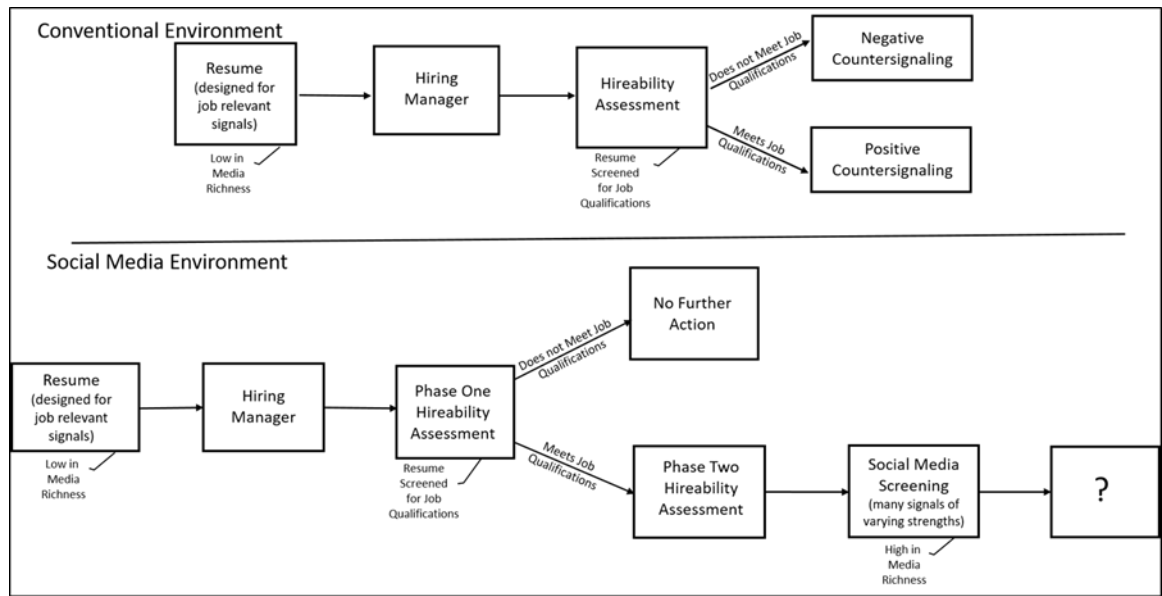 Conventional Environment
Resume
(designed for
job relevant
signals)
Low in
Media
Richness
Hiring
Manager
Hireability
Assessment
Resume
Screened
for Job
Qualifications
Does not Meet Job
Qualifications
Negative
Countersignaling
Meets Job
Qualifications
Positive
Countersignaling
Social Media Environment
Resume
(designed for
job relevant
signals)
Low in
Media
Richness
Hiring
Manager
Phase One
Hireability
Assessment
Resume
Screened
for Job
Qualifications
Does not Meet Job
Qualifications
No Further
Action
Meets Job
Qualifications
Phase Two
Hireability
Assessment
Social Media
Screening
(many signals of
varying strengths)
High in
Media
Richness
?